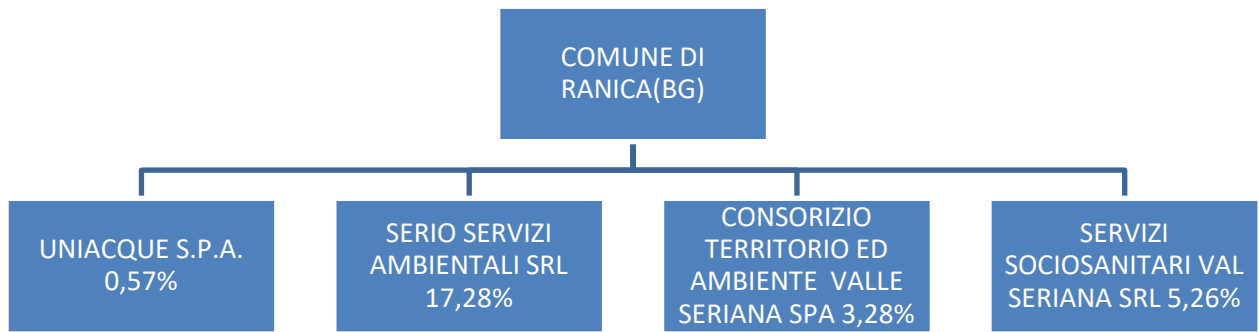 COMUNE DI
RANICA(BG)
UNIACQUE S.P.A.
0,57%
SERIO SERVIZI
AMBIENTALI SRL
17,28%
CONSORIZIO
TERRITORIO ED
AMBIENTE VALLE
SERIANA SPA 3,28%
SERVIZI
SOCIOSANITARI VAL
SERIANA SRL 5,26%